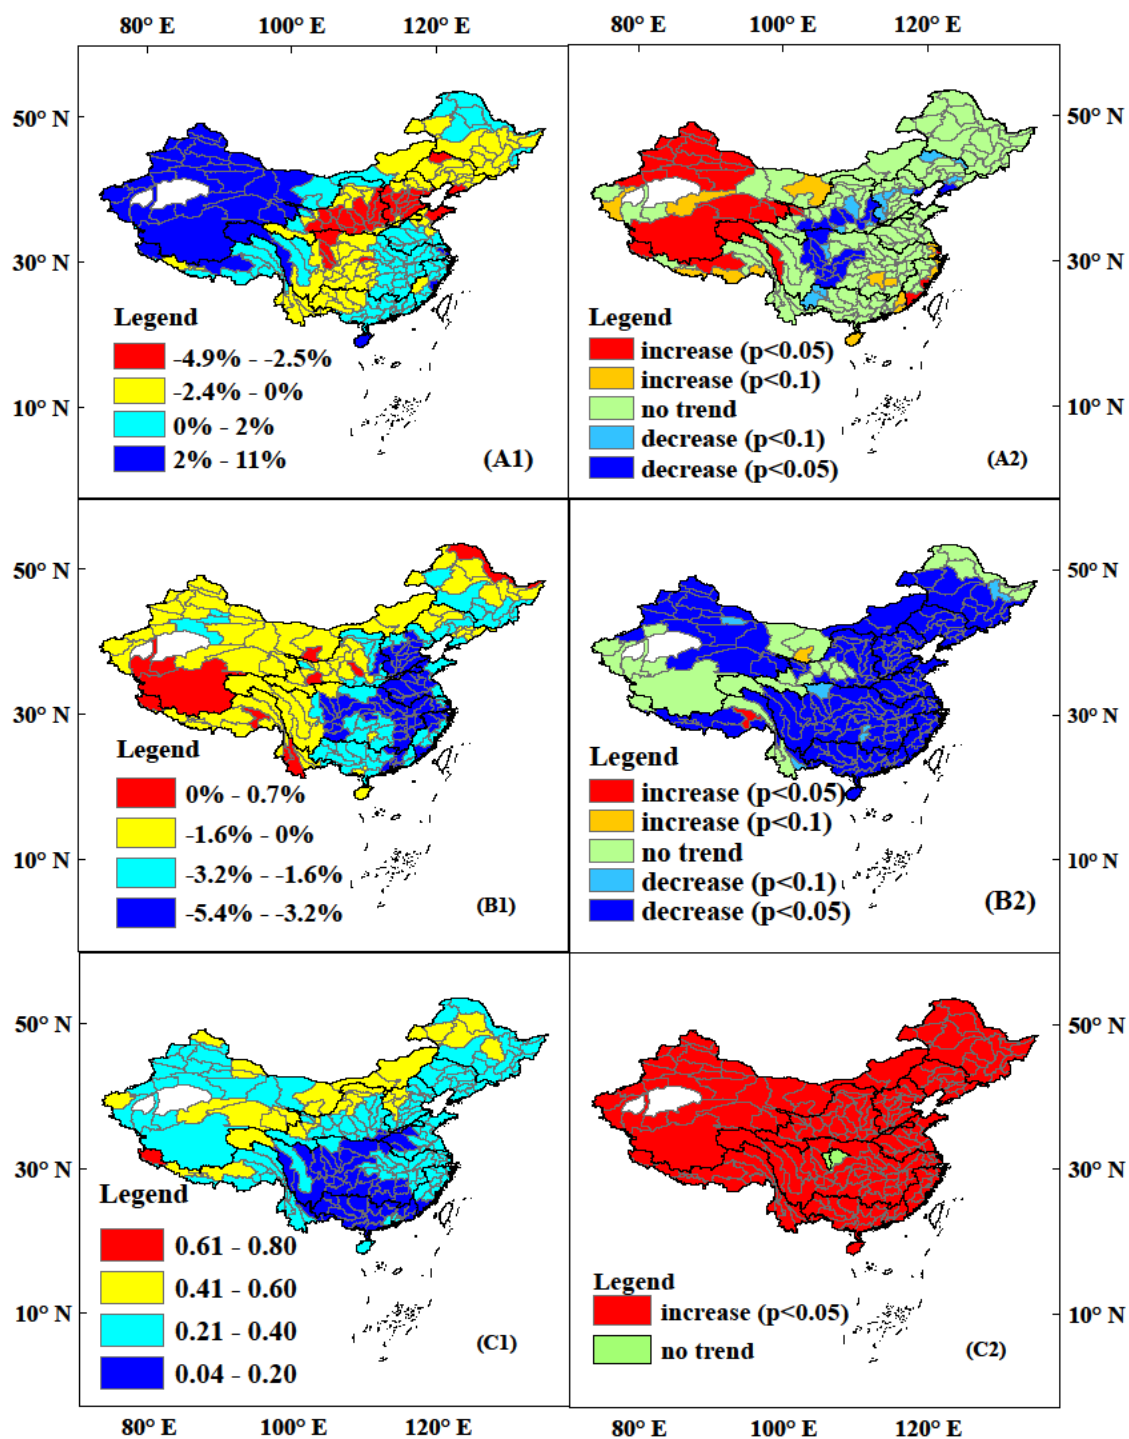 80° E 100° E 120° E 80° E 100° E 120° E
50° N 50° N
30° N 30° N
Legend
-4.9% - -2.5%
-2.4% - 0%
0% - 2%
2% - 11%
10° N
(A1)
Legend
increase (p<0.05)
increase (p<0.1)
no trend
decrease (p<0.1)
decrease (p<0.05)
10° N
(A2)
50° N 50° N
30° N 30° N
Legend
0% - 0.7%
-1.6% - 0%
-3.2% - -1.6%
-5.4% - -3.2%
10° N
(B1)
Legend
increase (p<0.05)
increase (p<0.1)
no trend
decrease (p<0.1)
decrease (p<0.05)
10° N
(B2)
50° N 50° N
30° N 30° N
Legend
0.61 - 0.80
0.41 - 0.60
0.21 - 0.40
0.04 - 0.20
10° N
(C1)
Legend
increase (p<0.05)
no trend
10° N
(C2)
80° E 100° E 120° E 80° E 100° E 120° E